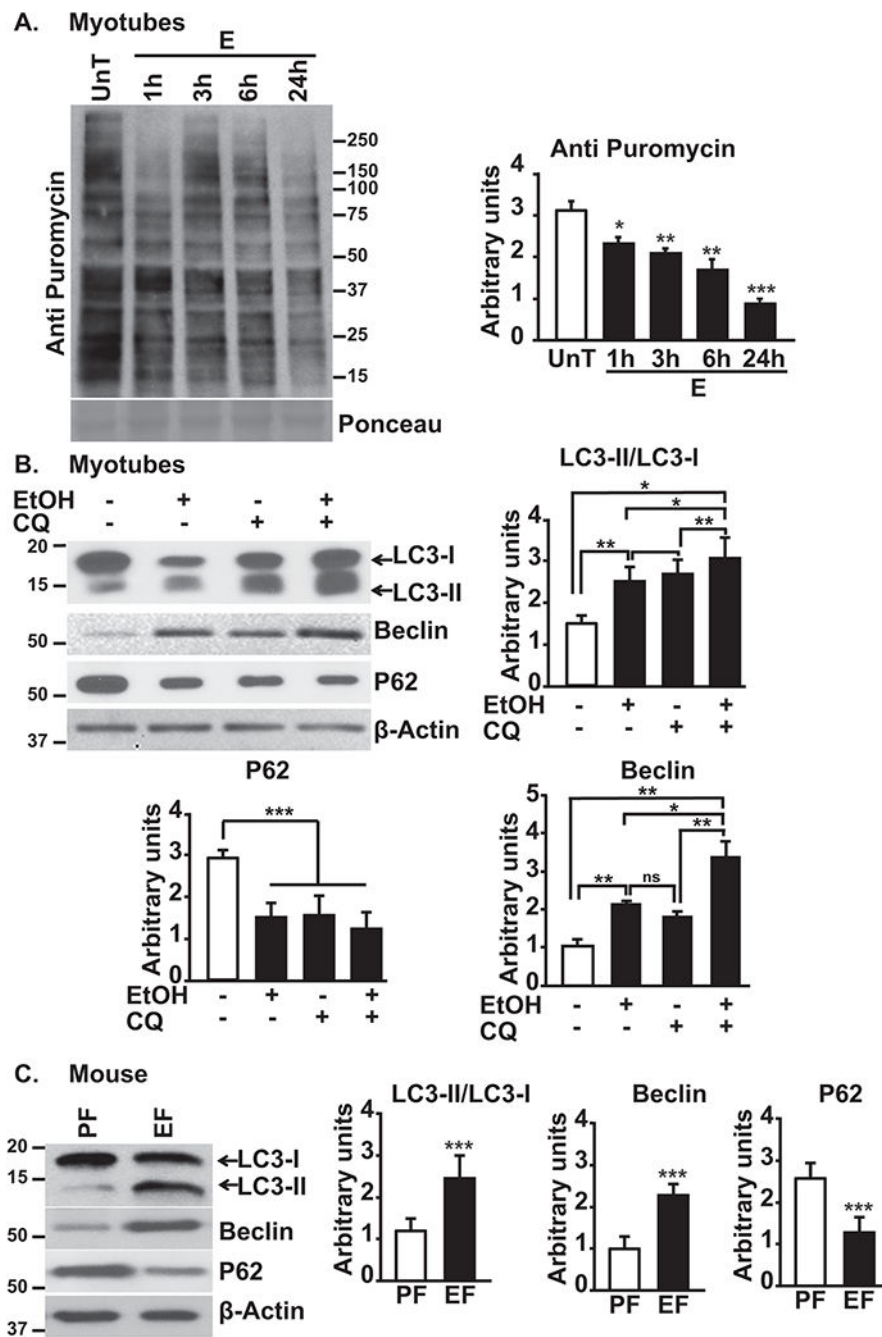 A. Myotubes
E
UnT 1h 3h 6h 24h
Anti Puromycin
250
150
100
75
50
37
25
15
Ponceau
Anti Puromycin
Arbitrary units
4
3
2
1
0
* ** ** ***
UnT 1h 3h 6h 24h
E
B. Myotubes
EtOH - + - +
CQ - - + +
20
15
←LC3-I
←LC3-II
50
Beclin
50
P62
37
β-Actin
LC3-II/LC3-I
Arbitrary units
4
3
2
1
0
*
*
**
**
EtOH - + - +
CQ - - + +
P62
Arbitrary units
4
3
2
1
0
***
EtOH - + - +
CQ - - + +
Beclin
Arbitrary units
5
4
3
2
1
0
**
*
**
** ns
EtOH - + - +
CQ - - + +
C. Mouse
PF EF
20
15
←LC3-I
←LC3-II
50
Beclin
50
P62
37
β-Actin
LC3-II/LC3-I
Arbitrary units
4
3
2
1
0
***
PF EF
Beclin
Arbitrary units
4
3
2
1
0
***
PF EF
P62
Arbitrary units
4
3
2
1
0
***
PF EF